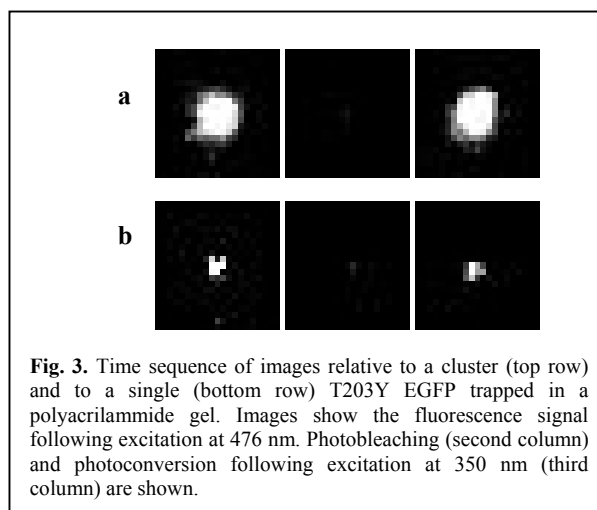 a
b
Fig. 3. Time sequence of images relative to a cluster (top row)
and to a single (bottom row) T203Y EGFP trapped in a
polyacrilammide gel. Images show the fluorescence signal
following excitation at 476 nm. Photobleaching (second column)
and photoconversion following excitation at 350 nm (third
column) are shown.